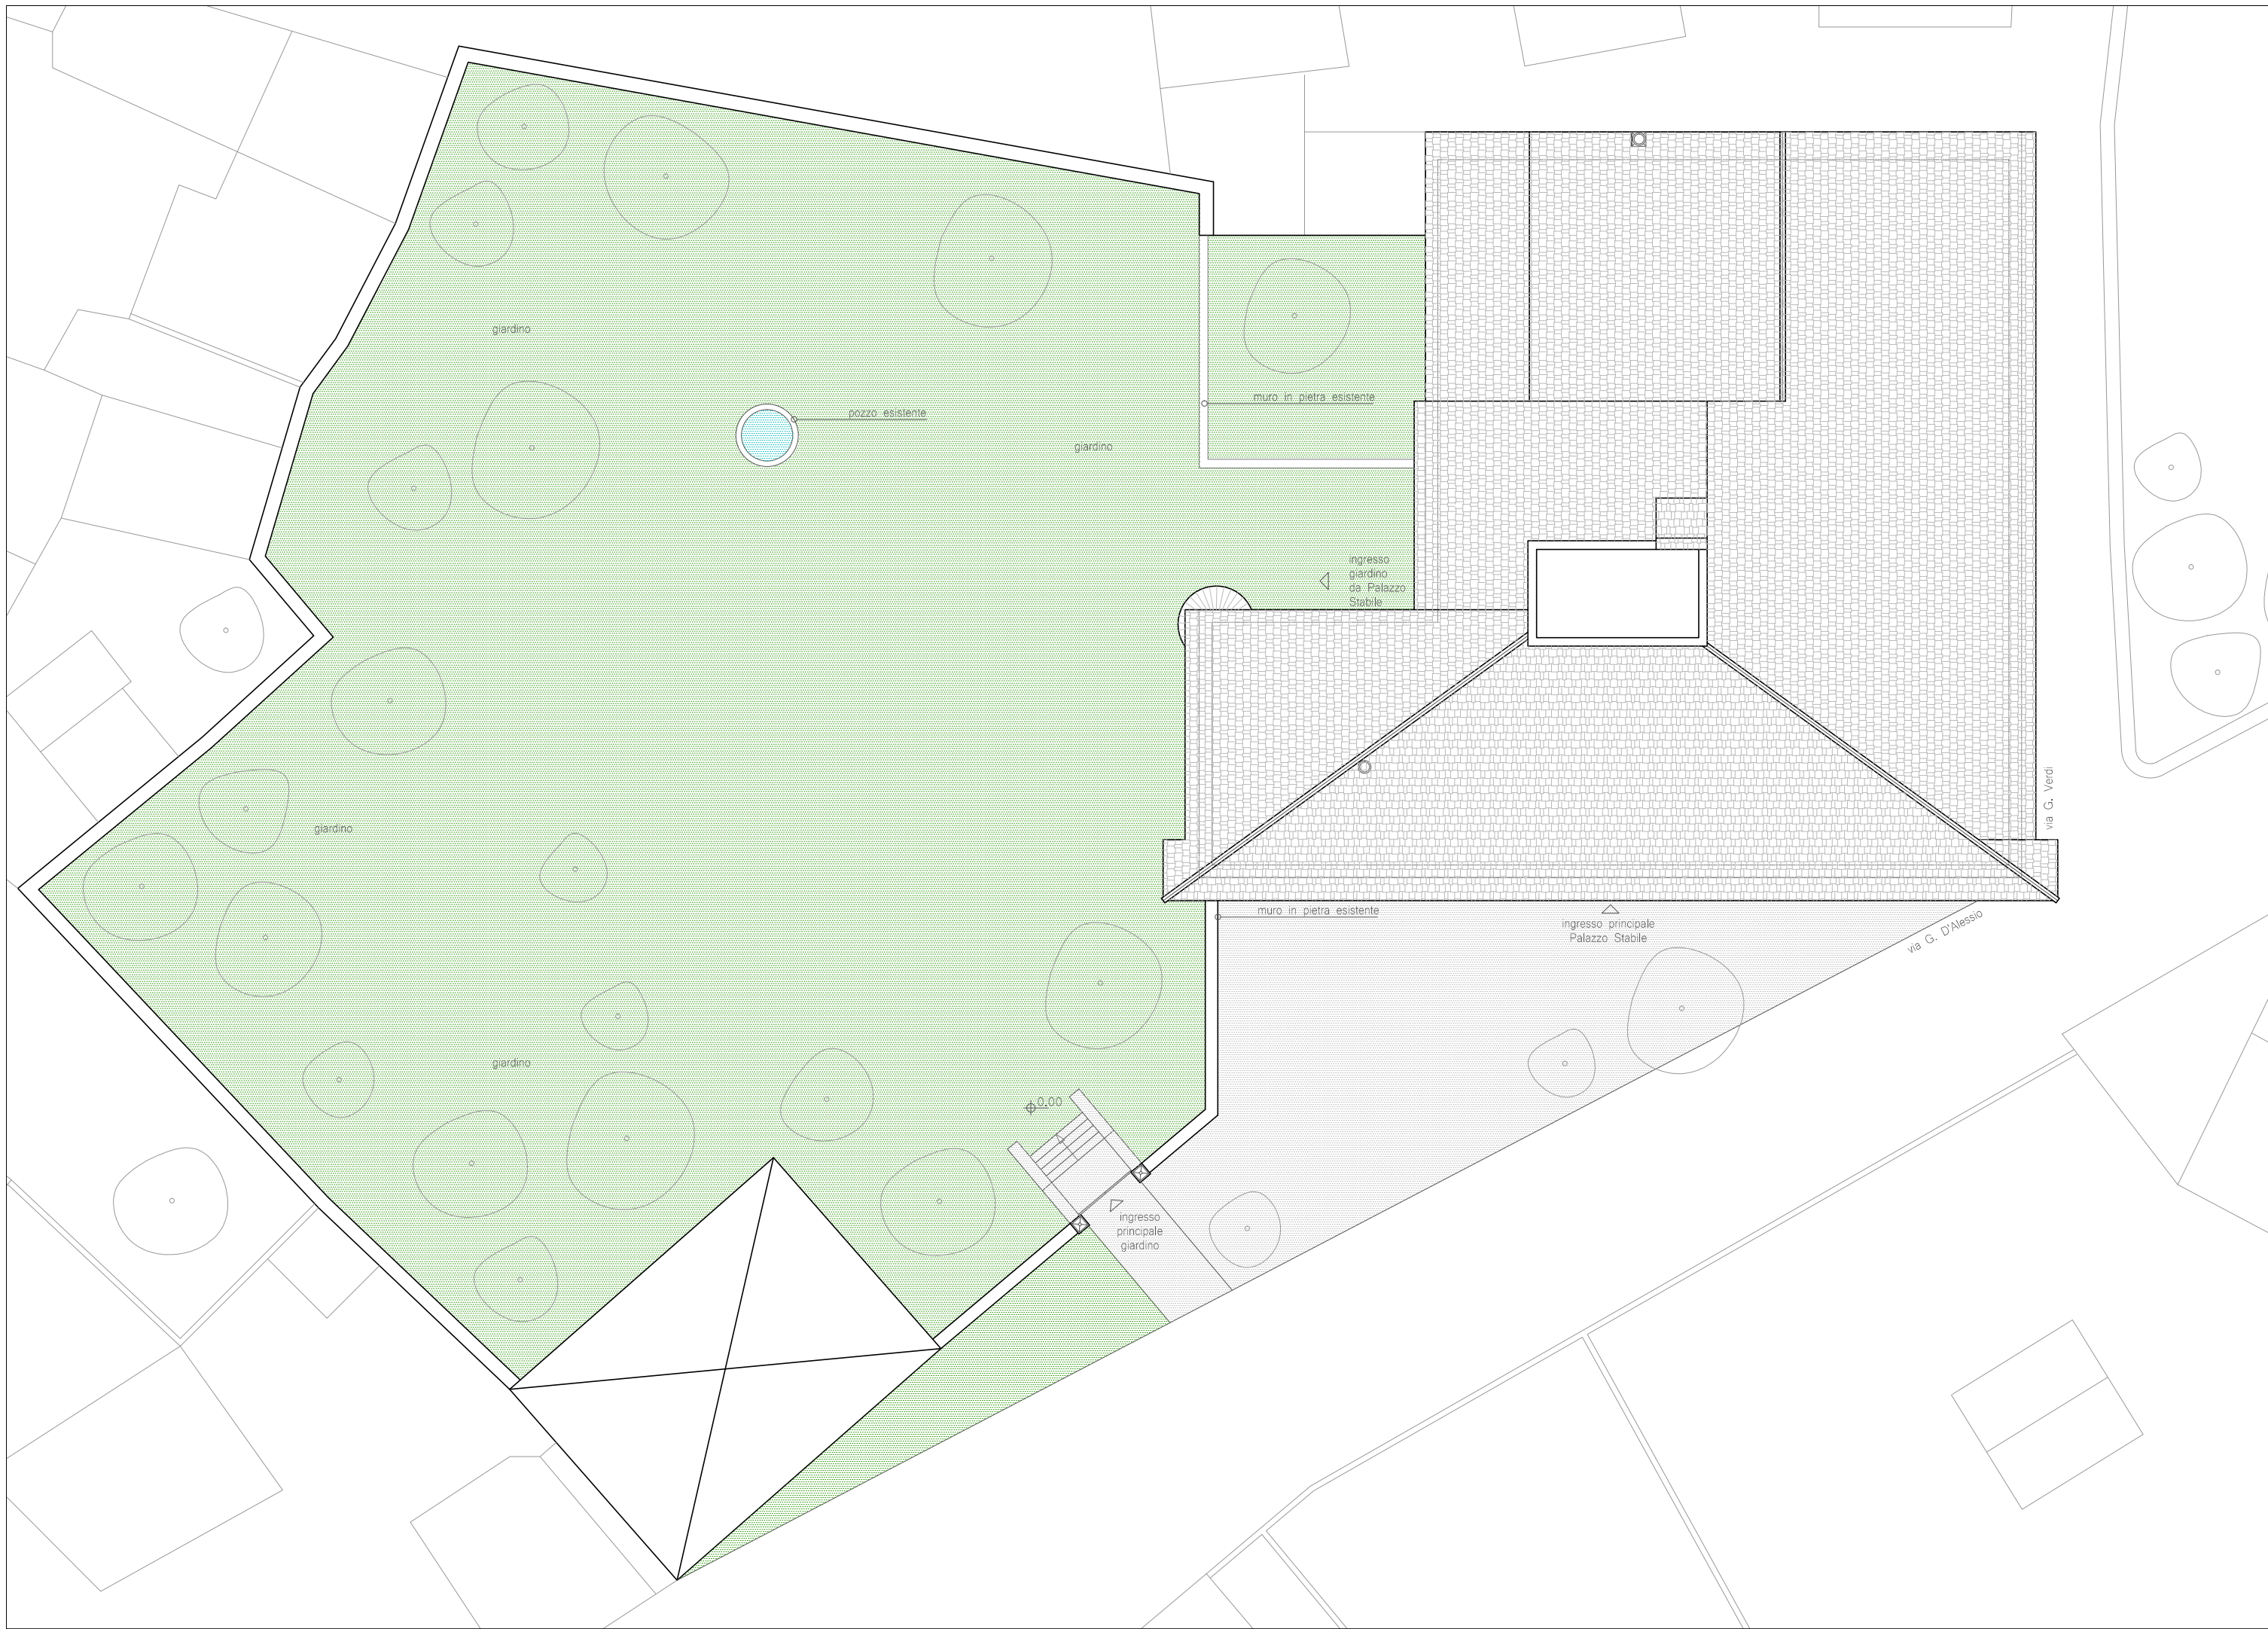 giardino
pozzo esistente
muro in pietra esistente
giardino
ingresso
giardino
da Palazzo
Stabile
via G. Verdi
giardino
muro in pietra esistente
ingresso principale
Palazzo Stabile
via G. D'Alessio
giardino
0.00
ingresso
principale
giardino